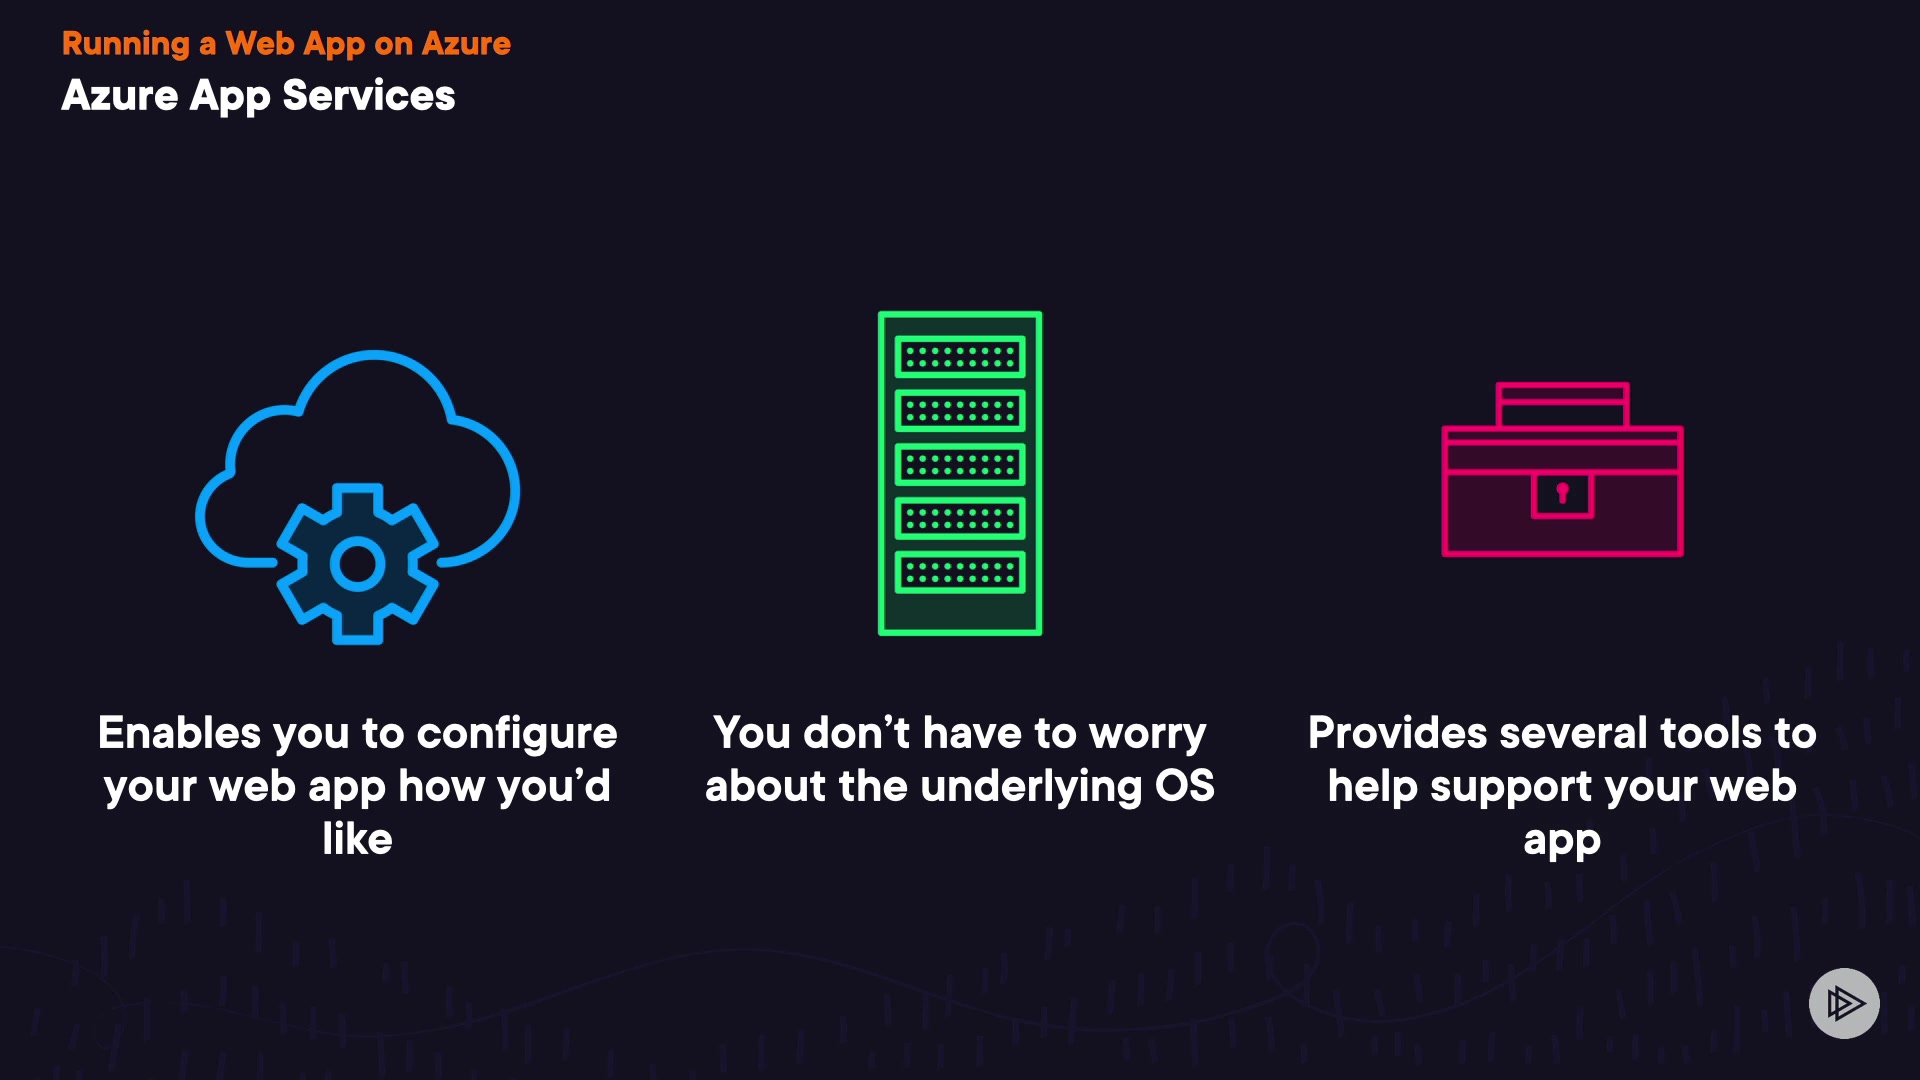 Running a Web App on Azure
Azure App Services
Enables you to configure
your web app how you’d
like
You don’t have to worry
about the underlying OS
Provides several tools to
help support your web
app